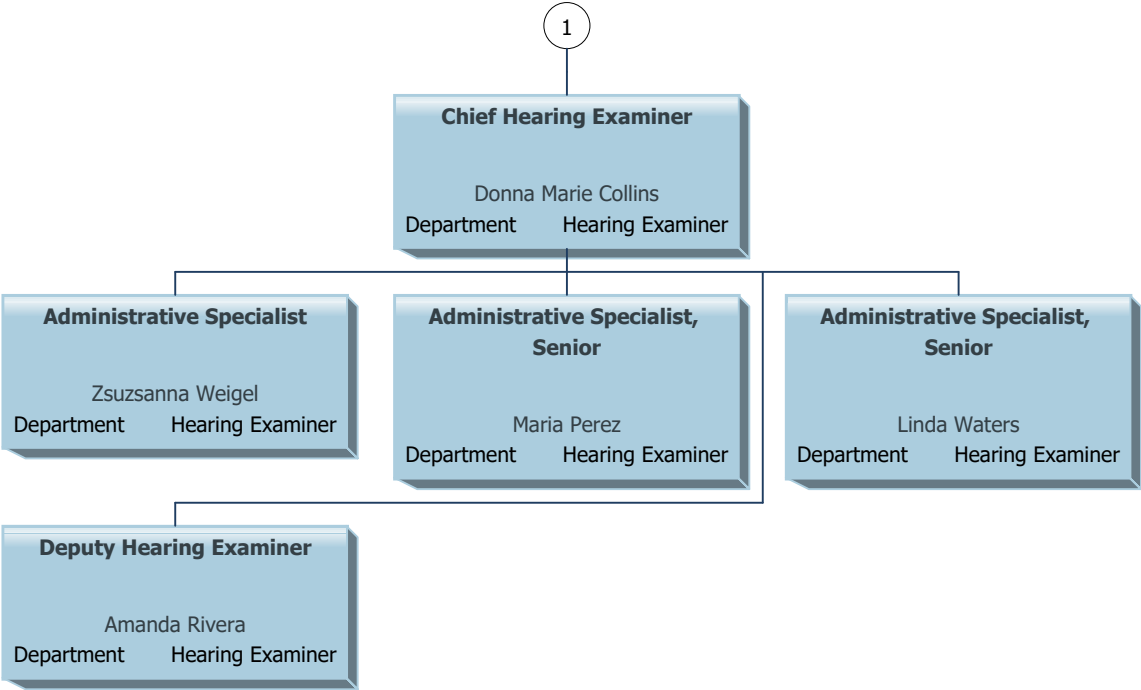 1
Chief Hearing Examiner
Donna Marie Collins
Department Hearing Examiner
Administrative Specialist
Zsuzsanna Weigel
Department Hearing Examiner
Administrative Specialist,
Senior
Maria Perez
Department Hearing Examiner
Administrative Specialist,
Senior
Linda Waters
Department Hearing Examiner
Deputy Hearing Examiner
Amanda Rivera
Department Hearing Examiner